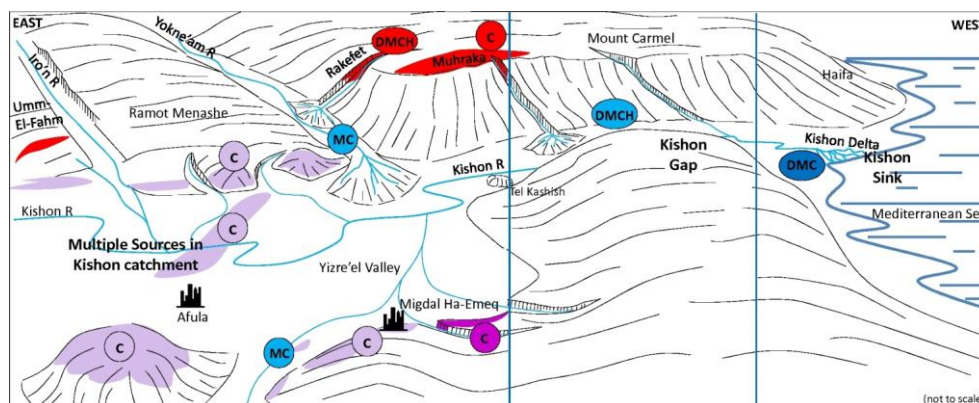 EAST
WEST
Yokne'am R
Iro'n R
Rakefet
DMCH
C
Muhraka
Mount Carmel
Haifa
Umm-
El-Fahm
Ramot Menashe
MC
DMCH
C
Kishon R
Kishon
Gap
Kishon Delta
Kishon
Sink
DMC
Tel Kashish
Kishon R
C
Mediterranean Se
Multiple Sources in
Kishon catchment
Yizre'el Valley
Afula
Migdal Ha-Emeq
C
MC
C
C
(not to scale